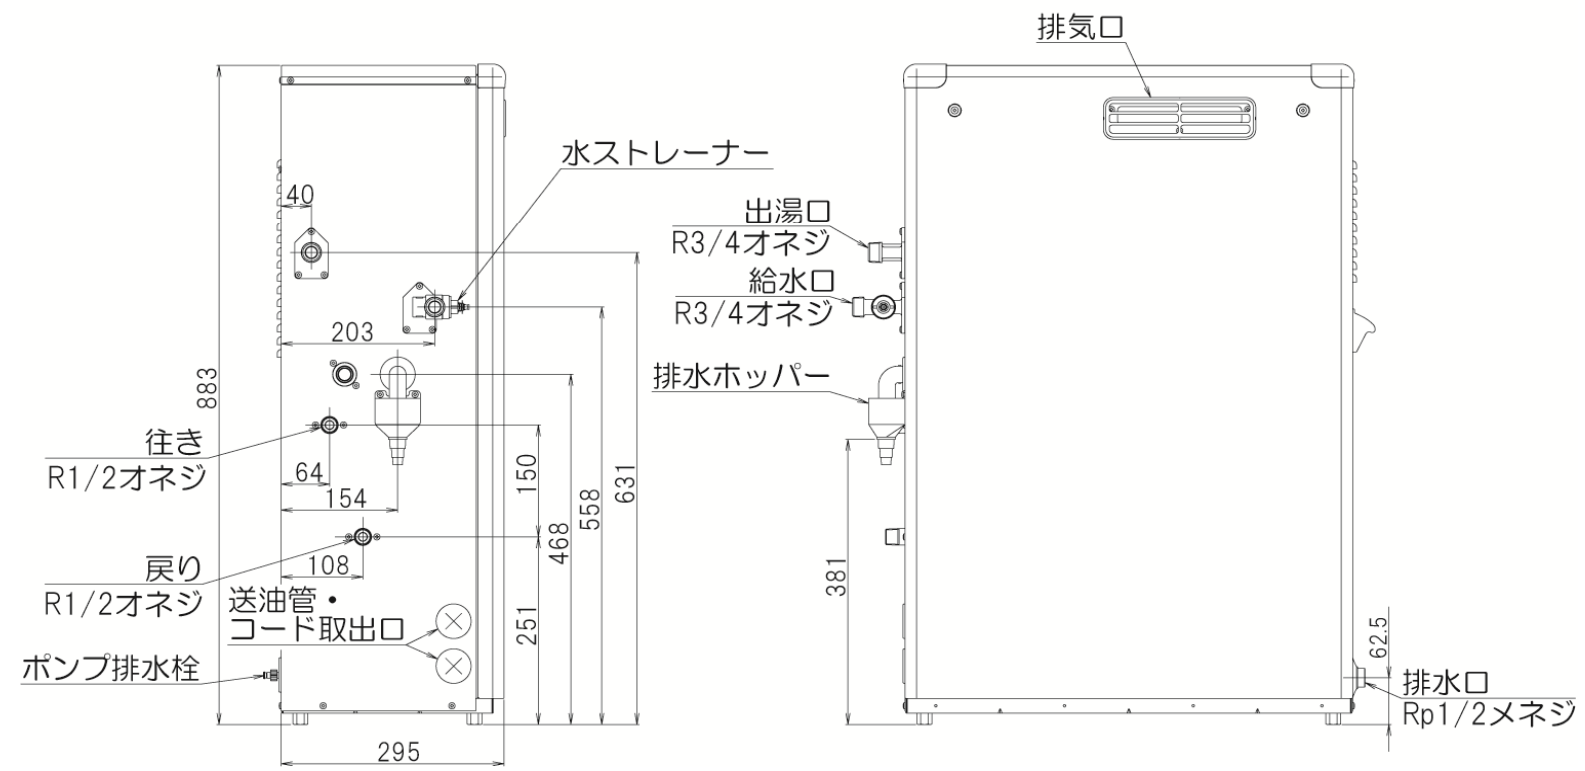 排気口
水ストレーナー
40
出湯口
R3/4オネジ
給水口
R3/4オネジ
203
883
排水ホッパー
往き
R1/2オネジ
64
154
150
631
558
468
戻り
R1/2オネジ
108
381
送油管・
コード取出口
251
62.5
ポンプ排水栓
排水口
Rp1/2メネジ
295